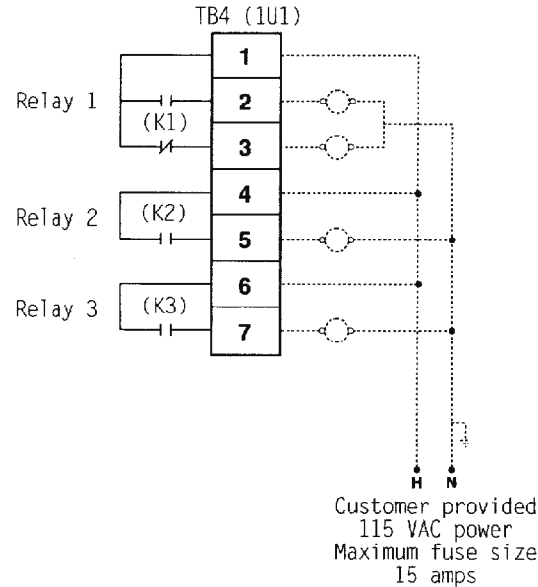 TB4 (1U1)
1
Relay 1
2
(K1)
3
4
Relay 2
(K2)
5
6
Relay 3
(K3)
7
H N
Customer provided
115 VAC power
Maximum fuse size
15 amps